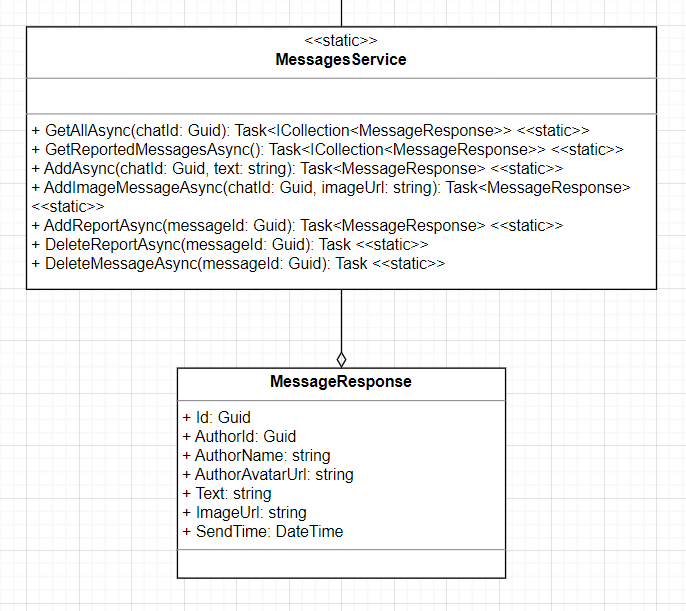 <<static>>
MessagesService
+ GetAllAsync(chatId: Guid): Task<ICollection<MessageResponse>> <<static>>
+ GetReportedMessagesAsync(): Task<ICollection<MessageResponse>> <<static>>
+ AddAsync(chatId: Guid, text: string): Task<MessageResponse> <<static>>
+ AddImageMessageAsync(chatId: Guid, imageUrl: string): Task<MessageResponse>
<<static>>
+ AddReportAsync(messageId: Guid): Task<MessageResponse> <<static>>
+ DeleteReportAsync(messageId: Guid): Task <<static>>
+ DeleteMessageAsync(messageId: Guid): Task <<static>>
MessageResponse
+ Id: Guid
+ AuthorId: Guid
+ AuthorName: string
+ AuthorAvatarUrl: string
+ Text: string
+ ImageUrl: string
+ SendTime: DateTime